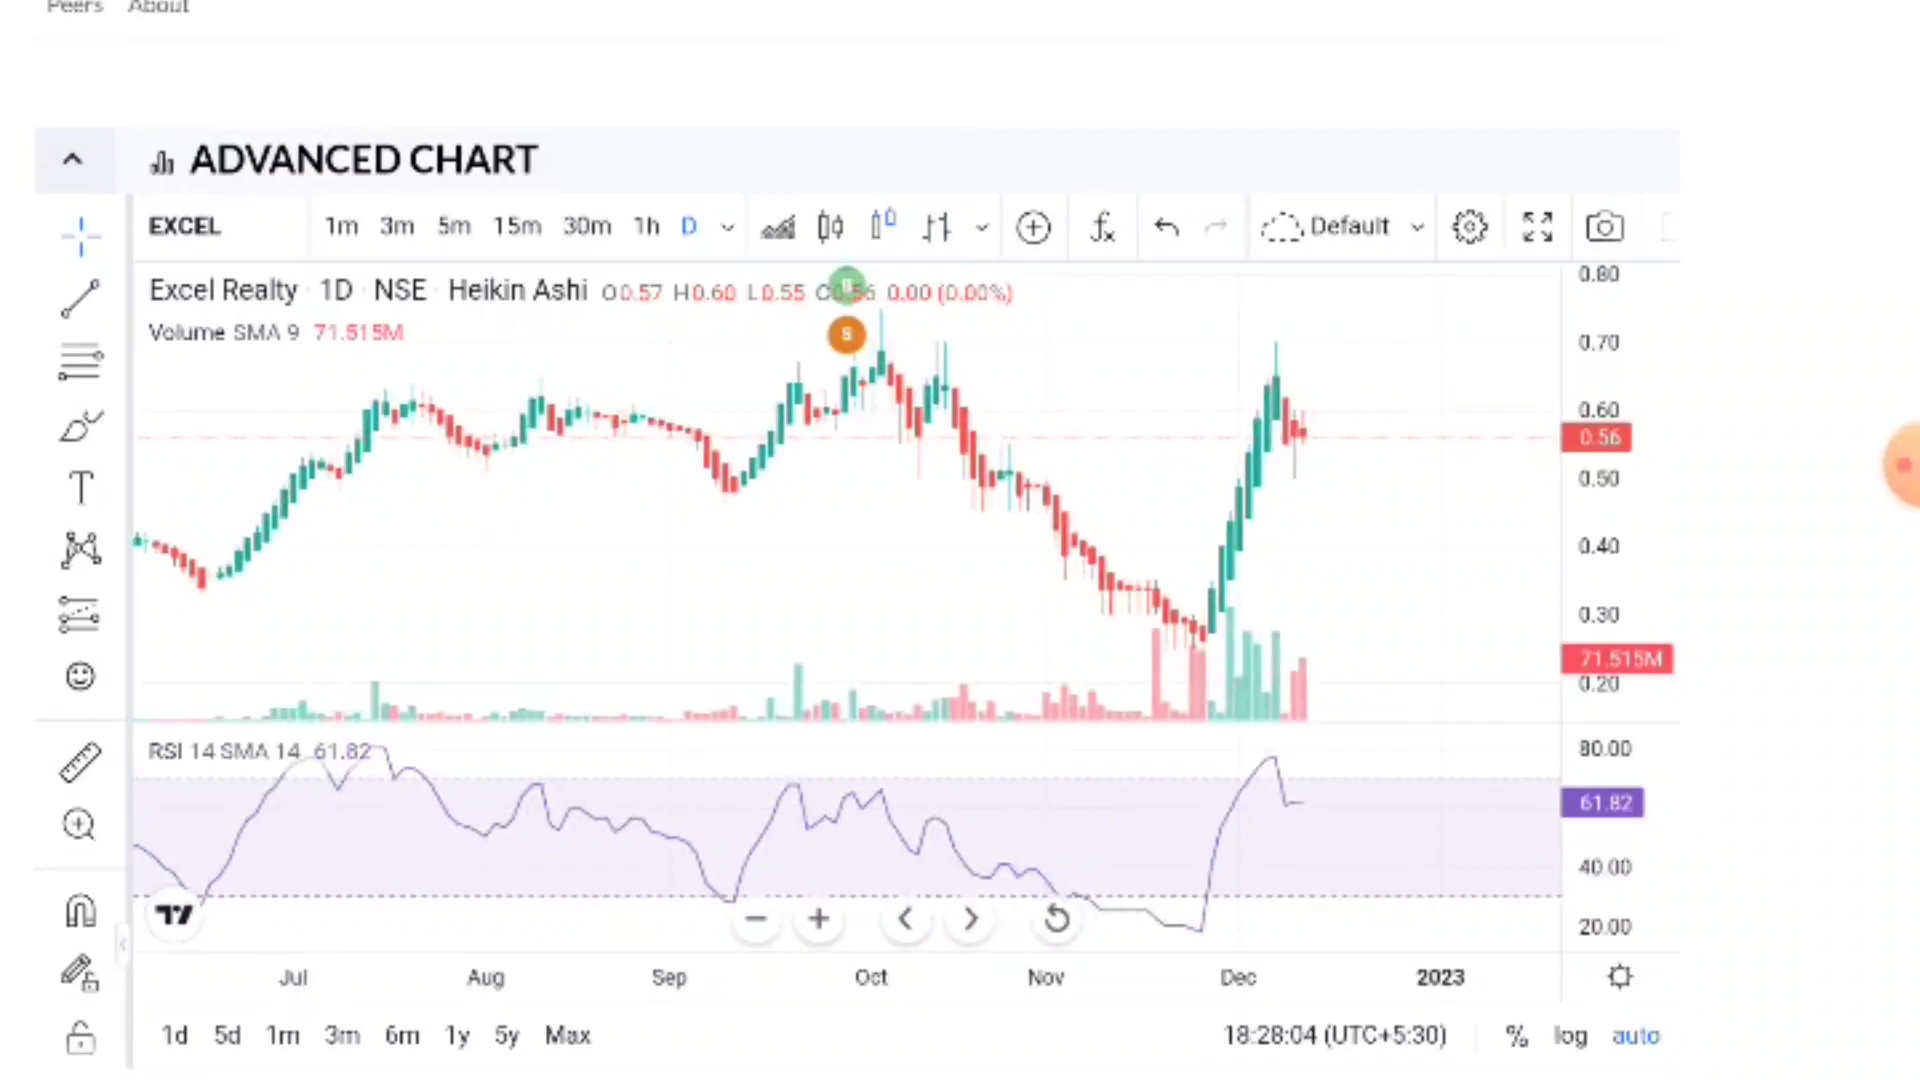 Peers About
ADVANCED CHART
EXCEL 1m 3m 5m 15m 30m 1h D Default
Excel Realty · 1D · NSE · Heikin Ashi O0.57 H0.60 L0.55 C0.56 0.00 (0.00%)
Volume SMA 9 71.515M
0.80
0.70
0.60
0.56
0.50
0.40
0.30
71.515M
0.20
RSI 14 SMA 14 61.82
80.00
61.82
40.00
20.00
Jul Aug Sep Oct Nov Dec 2023
1d 5d 1m 3m 6m 1y 5y Max 18:28:04 (UTC+5:30) % log auto